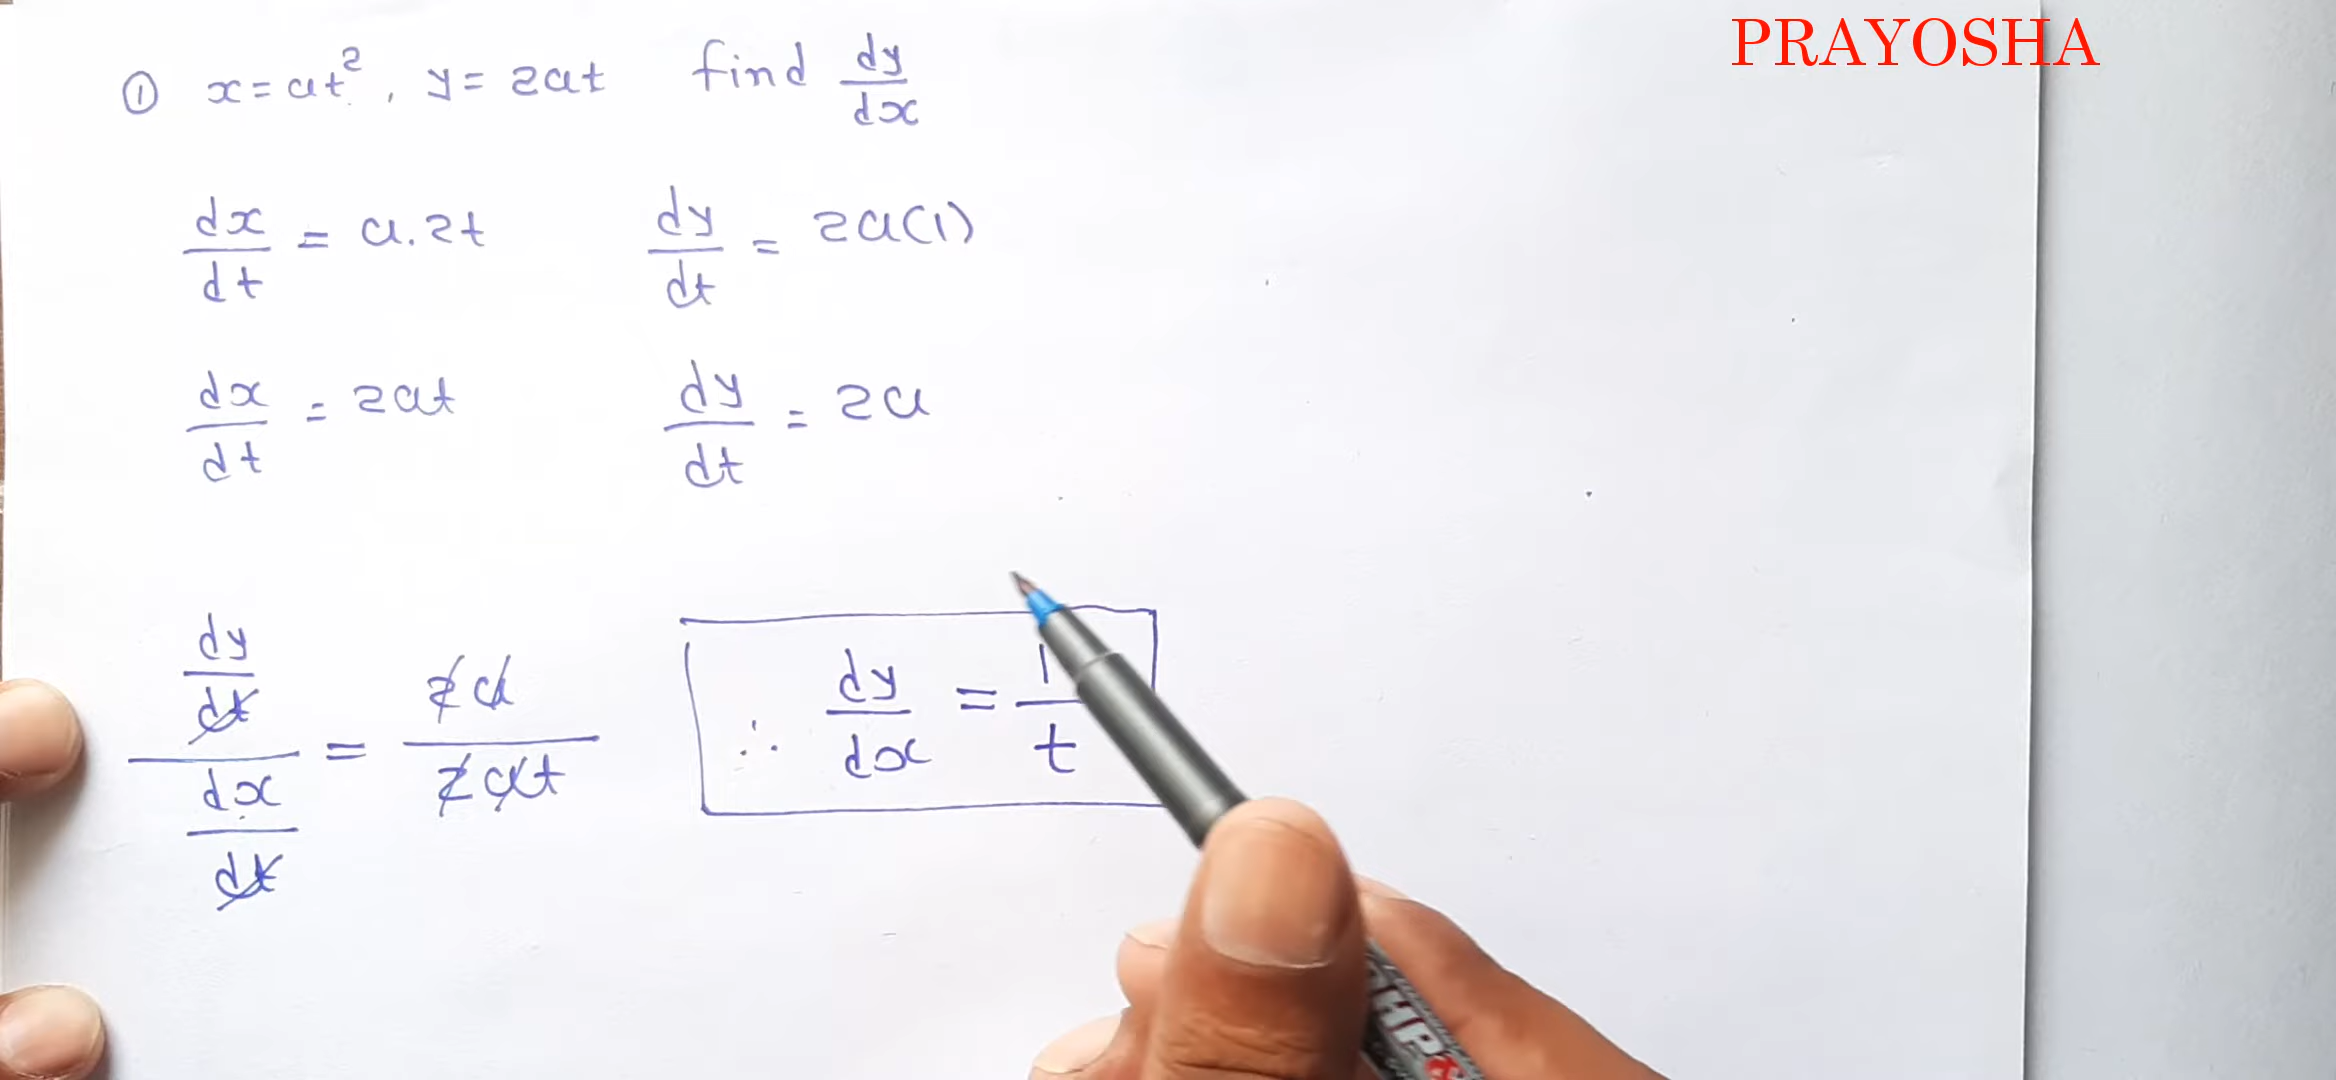 PRAYOSHA
① x = at², y = 2at find dy/dx
dx/dt = a.2t dy/dt = 2a(1)
dx/dt = 2at dy/dt = 2a
dy/dt / dx/dt = 2a / 2at ∴ dy/dx = 1/t